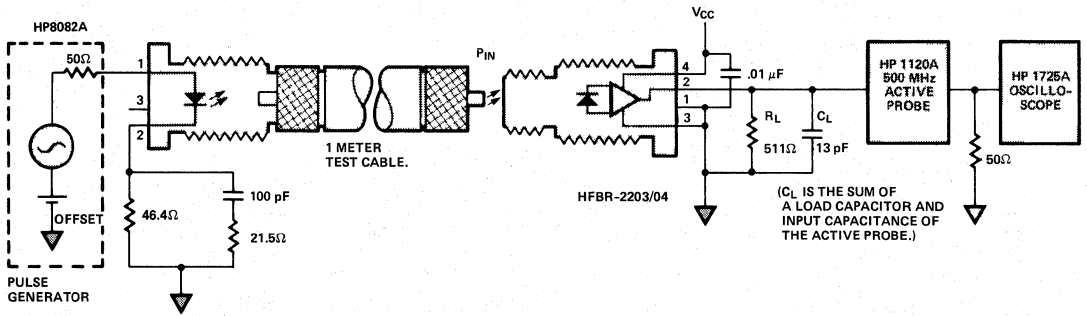 HP8082A
50Ω
OFFSET
PULSE
GENERATOR
1
3
2
46.4Ω
100 pF
21.5Ω
1 METER
TEST CABLE.
PIN
HFBR-2203/04
VCC
4
2
1
3
.01 μF
RL
511Ω
CL
13 pF
(CL IS THE SUM OF
A LOAD CAPACITOR AND
INPUT CAPACITANCE OF
THE ACTIVE PROBE.)
HP 1120A
500 MHz
ACTIVE
PROBE
50Ω
HP 1725A
OSCILLO-
SCOPE